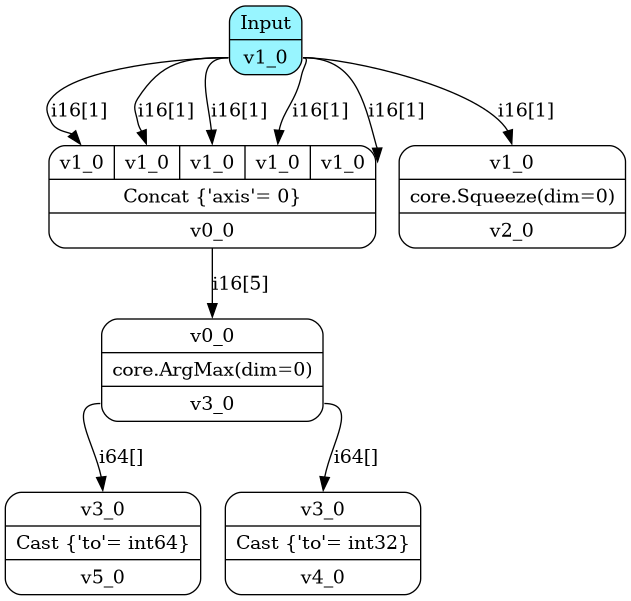 Input
v1_0
i16[1] i16[1] i16[1] i16[1] i16[1] i16[1]
v1_0 v1_0 v1_0 v1_0 v1_0
Concat {'axis'= 0}
v0_0
v1_0
core.Squeeze(dim=0)
v2_0
i16[5]
v0_0
core.ArgMax(dim=0)
v3_0
i64[] i64[]
v3_0
Cast {'to'= int64}
v5_0
v3_0
Cast {'to'= int32}
v4_0